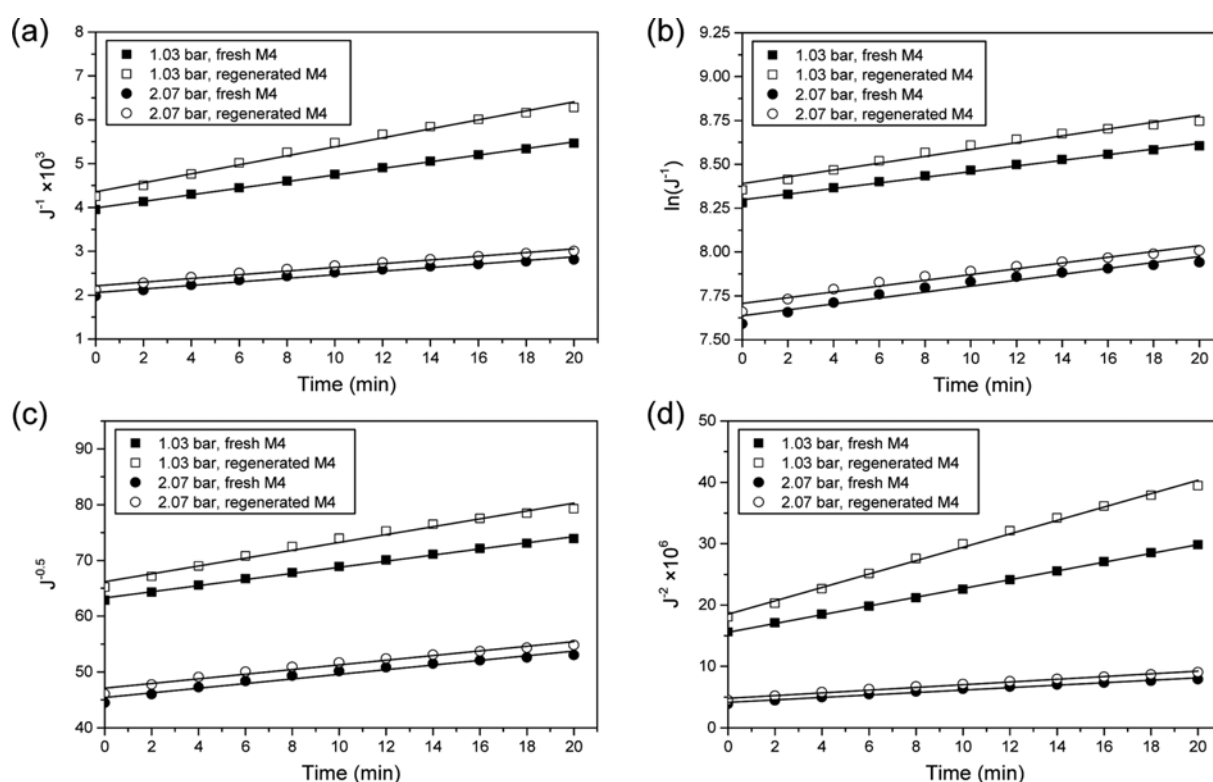 (a)
8
7
6
5
4
3
2
1
J⁻¹ ×10³
1.03 bar, fresh M4
1.03 bar, regenerated M4
2.07 bar, fresh M4
2.07 bar, regenerated M4
0 2 4 6 8 10 12 14 16 18 20
Time (min)
(b)
9.25
9.00
8.75
8.50
8.25
8.00
7.75
7.50
ln(J⁻¹)
1.03 bar, fresh M4
1.03 bar, regenerated M4
2.07 bar, fresh M4
2.07 bar, regenerated M4
0 2 4 6 8 10 12 14 16 18 20
Time (min)
(c)
90
80
70
60
50
40
J⁻⁰·⁵
1.03 bar, fresh M4
1.03 bar, regenerated M4
2.07 bar, fresh M4
2.07 bar, regenerated M4
0 2 4 6 8 10 12 14 16 18 20
Time (min)
(d)
50
40
30
20
10
0
J⁻² ×10⁶
1.03 bar, fresh M4
1.03 bar, regenerated M4
2.07 bar, fresh M4
2.07 bar, regenerated M4
0 2 4 6 8 10 12 14 16 18 20
Time (min)